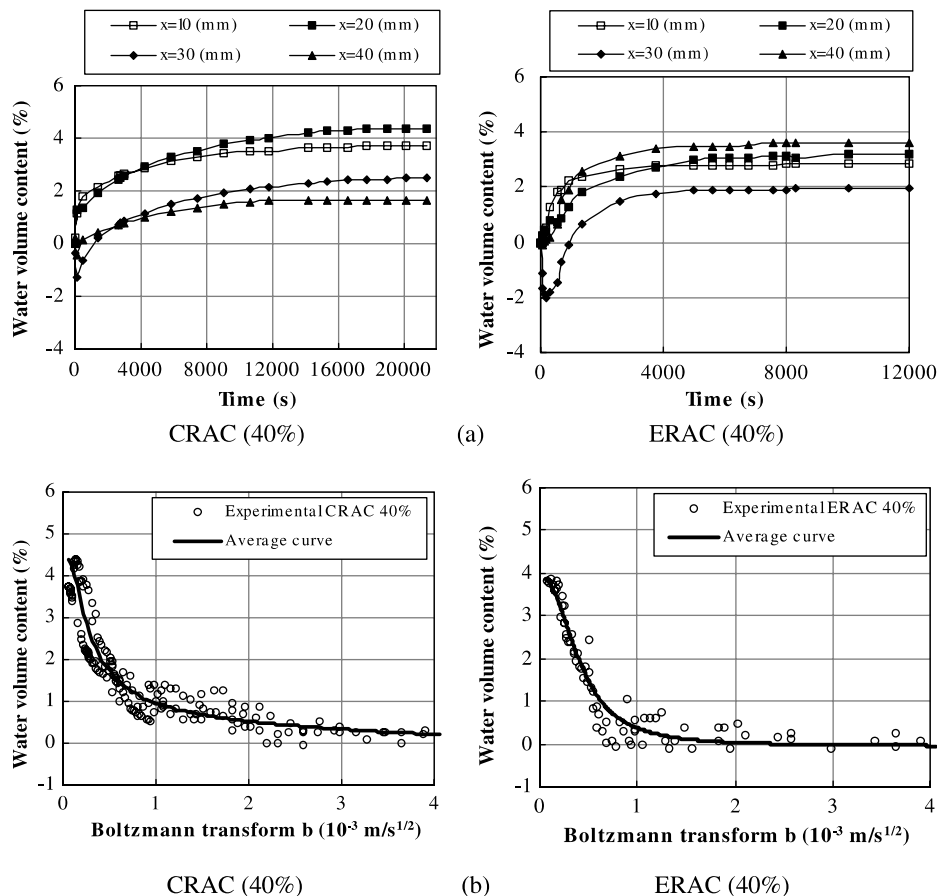 x=10 (mm) x=20 (mm)
x=30 (mm) x=40 (mm)
Water volume content (%)
6
4
2
0
-2
-4
0 4000 8000 12000 16000 20000
Time (s)
CRAC (40%)
x=10 (mm) x=20 (mm)
x=30 (mm) x=40 (mm)
Water volume content (%)
6
4
2
0
-2
-4
0 4000 8000 12000
Time (s)
ERAC (40%)
(a)
Experimental CRAC 40%
Average curve
Water volume content (%)
6
5
4
3
2
1
0
-1
0 1 2 3 4
Boltzmann transform b (10⁻³ m/s¹ᐟ²)
CRAC (40%)
Experimental ERAC 40%
Average curve
Water volume content (%)
6
5
4
3
2
1
0
-1
0 1 2 3 4
Boltzmann transform b (10⁻³ m/s¹ᐟ²)
ERAC (40%)
(b)